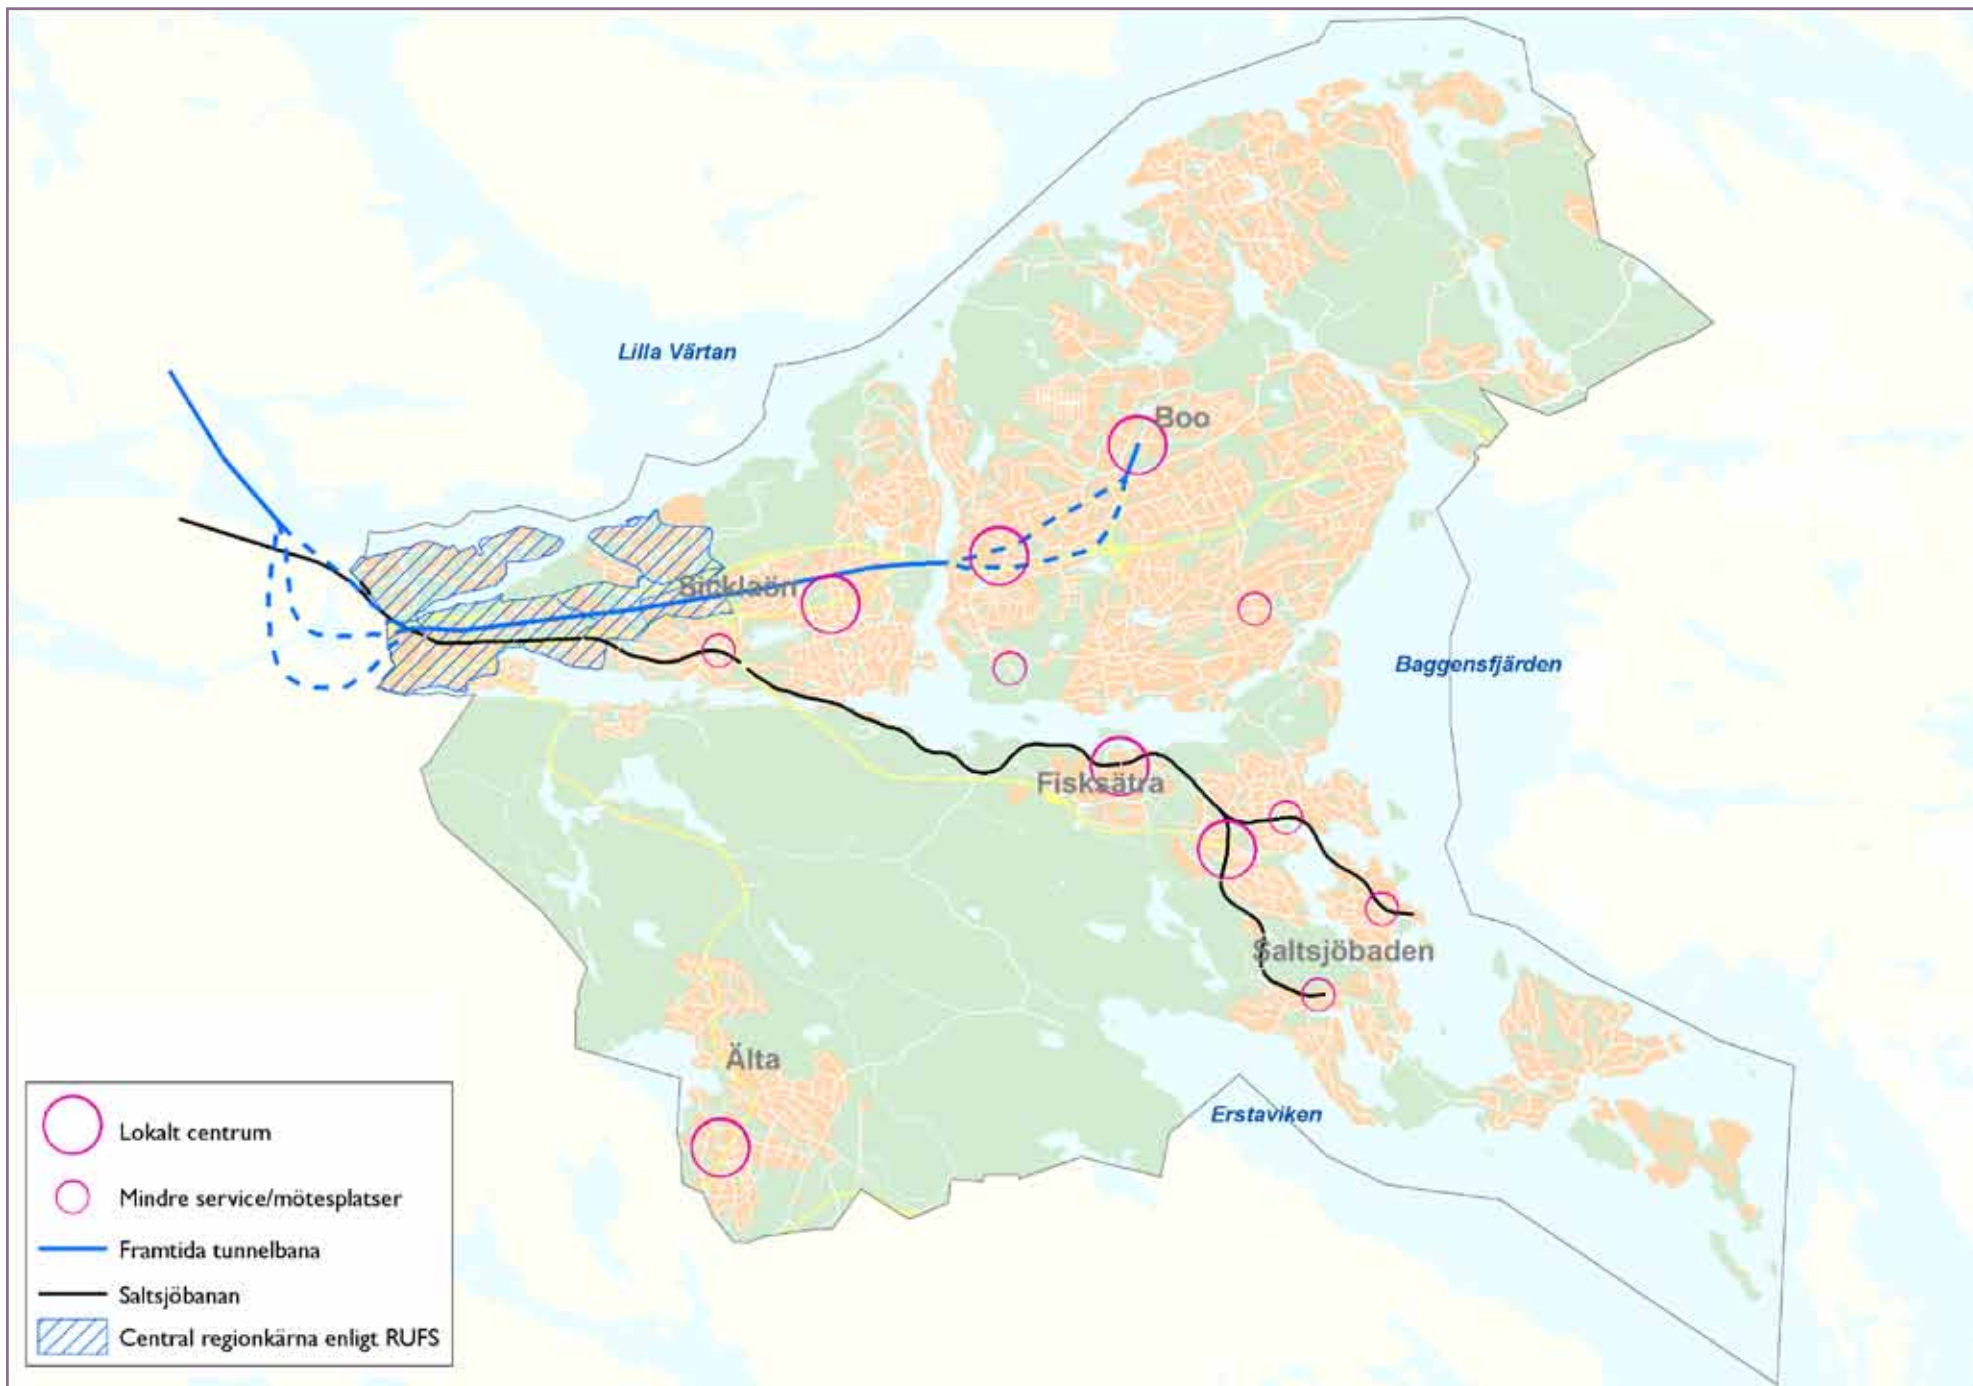 Lilla Värtan
Boo
Sicklaön
Baggensfjärden
Fisksätra
Saltsjöbaden
Älta
Erstaviken
Lokalt centrum
Mindre service/mötesplatser
Framtida tunnelbana
Saltsjöbanan
Central regionkärna enligt RUFS